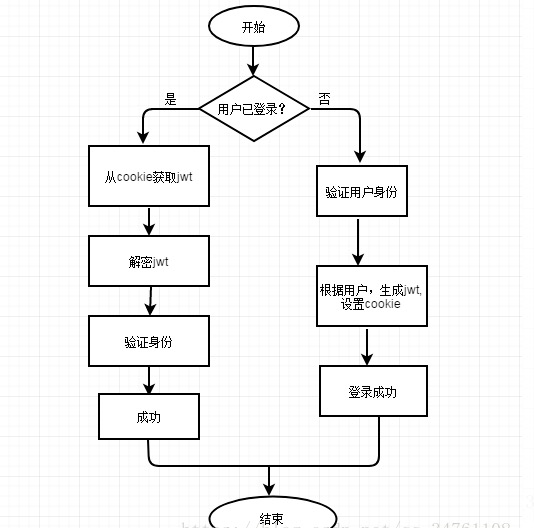 开始
用户已登录?
是
否
从cookie获取jwt
验证用户身份
解密jwt
根据用户，生成jwt,
设置cookie
验证身份
登录成功
成功
结束